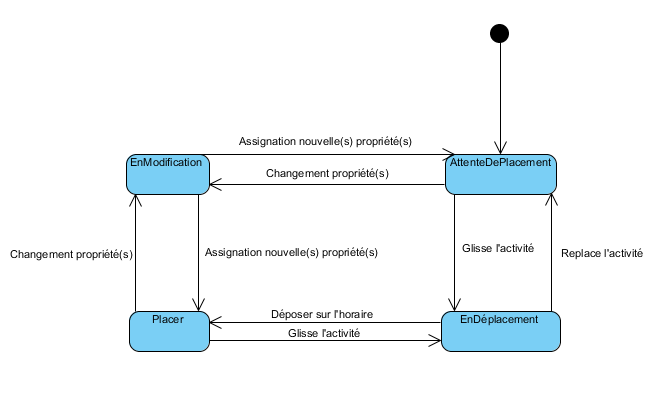 Assignation nouvelle(s) propriété(s)
EnModification
AttenteDePlacement
Changement propriété(s)
Changement propriété(s)
Assignation nouvelle(s) propriété(s)
Glisse l'activité
Replace l'activité
Placer
Déposer sur l'horaire
EnDéplacement
Glisse l'activité